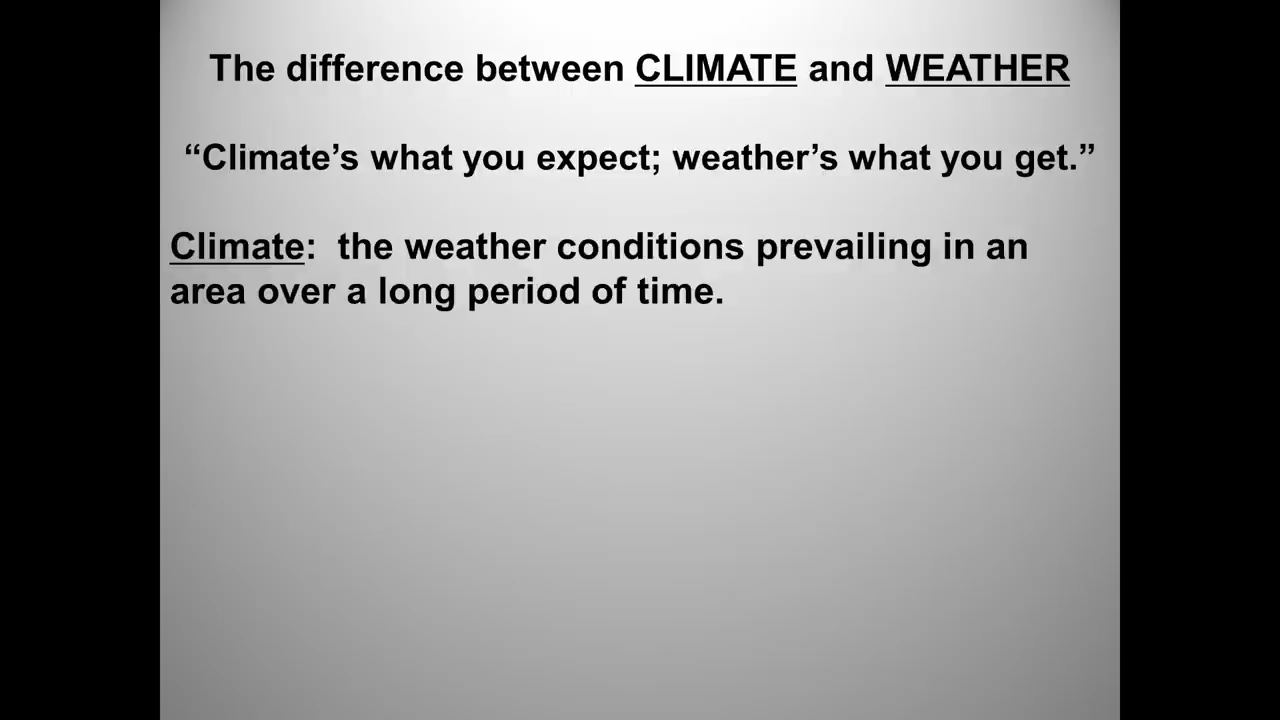 The difference between CLIMATE and WEATHER
“Climate’s what you expect; weather’s what you get.”
Climate:  the weather conditions prevailing in an
area over a long period of time.